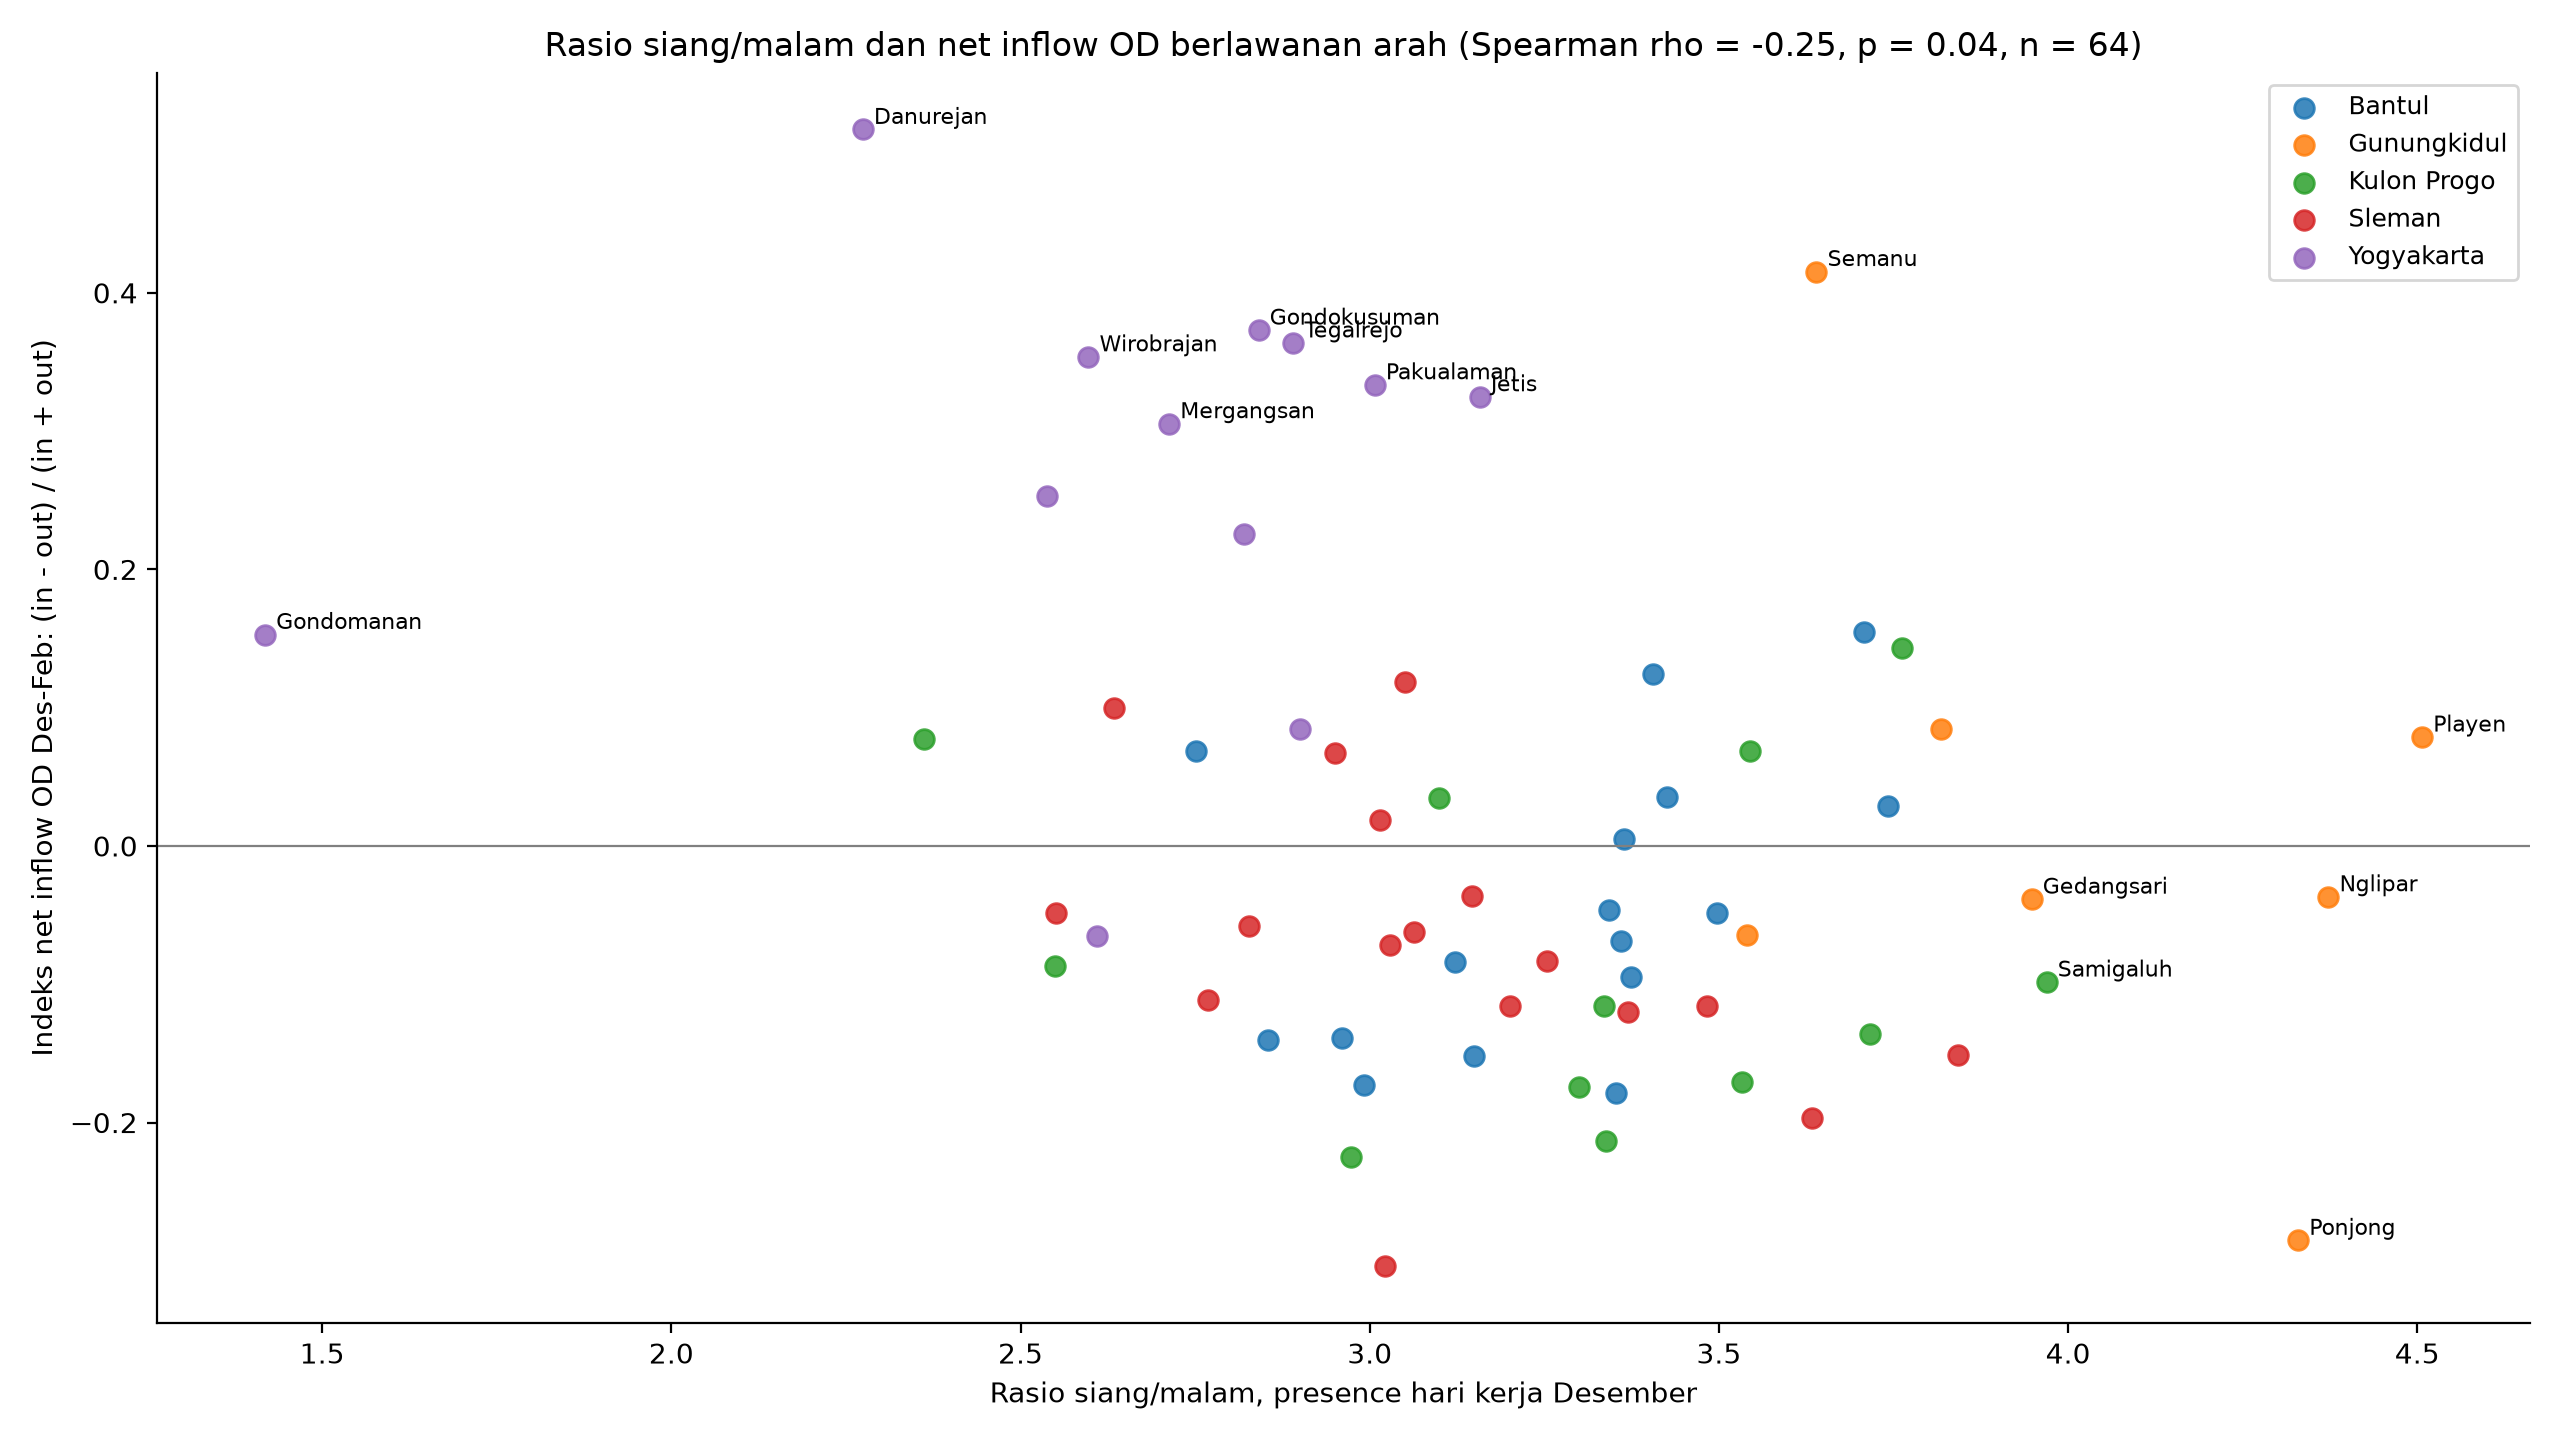 Rasio siang/malam dan net inflow OD berlawanan arah (Spearman rho = -0.25, p = 0.04, n = 64)
Bantul
Gunungkidul
Kulon Progo
Sleman
Yogyakarta
Danurejan
Semanu
Gondokusuman
Tegalrejo
Wirobrajan
Pakualaman
Jetis
Mergangsan
Gondomanan
Playen
Gedangsari
Nglipar
Samigaluh
Ponjong
Indeks net inflow OD Des-Feb: (in - out) / (in + out)
0.4
0.2
0.0
−0.2
1.5
2.0
2.5
3.0
3.5
4.0
4.5
Rasio siang/malam, presence hari kerja Desember